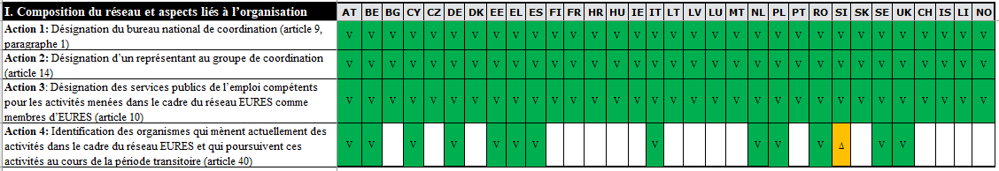 I. Composition du réseau et aspects liés à l’organisation AT BE BG CY CZ DE DK EE EL ES FI FR HR HU IE IT LT LV LU MT NL PL PT RO SI SK SE UK CH IS LI NO
Action 1: Désignation du bureau national de coordination (article 9,
paragraphe 1)
V V V V V V V V V V V V V V V V V V V V V V V V V V V V V V V V
Action 2: Désignation d’un représentant au groupe de coordination
(article 14)
V V V V V V V V V V V V V V V V V V V V V V V V V V V V V V V V
Action 3: Désignation des services publics de l’emploi compétents
pour les activités menées dans le cadre du réseau EURES comme
membres d’EURES (article 10)
V V V V V V V V V V V V V V V V V V V V V V V V V V V V V V V V
Action 4: Identification des organismes qui mènent actuellement des
activités dans le cadre du réseau EURES et qui poursuivent ces
activités au cours de la période transitoire (article 40)
V V V V V V V V V V V Δ V V